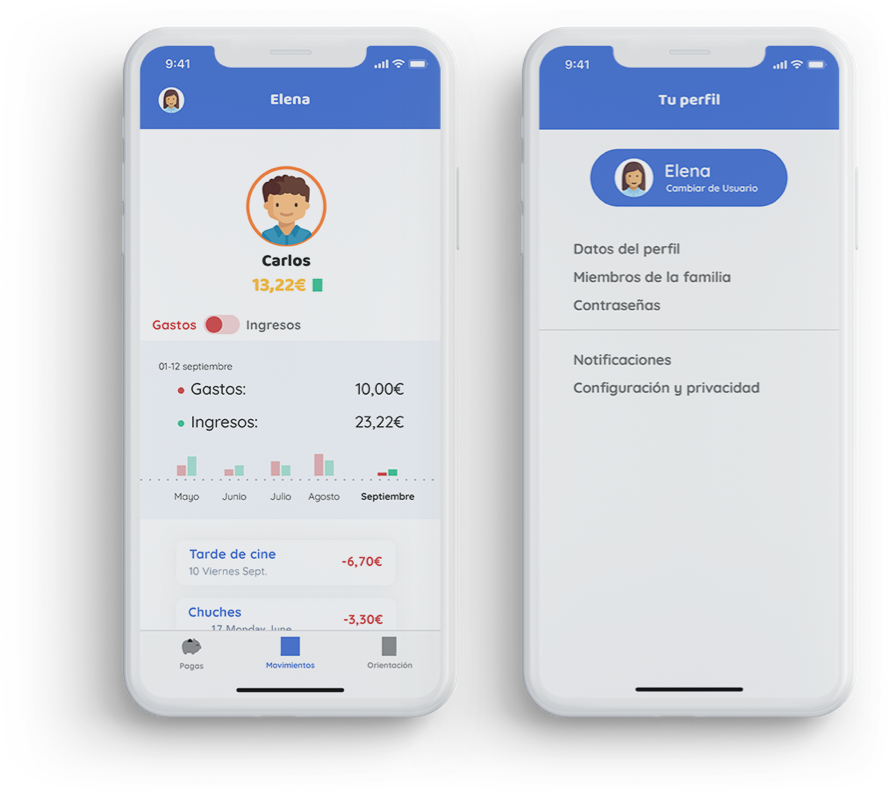 9:41
Elena
Carlos
13,22€
Gastos Ingresos
01-12 septiembre
Gastos: 10,00€
Ingresos: 23,22€
Mayo Junio Julio Agosto Septiembre
Tarde de cine
10 Viernes Sept.
-6,70€
Chuches
17 Monday June
-3,30€
Pagas Movimientos Orientación
9:41
Tu perfil
Elena
Cambiar de Usuario
Datos del perfil
Miembros de la familia
Contraseñas
Notificaciones
Configuración y privacidad